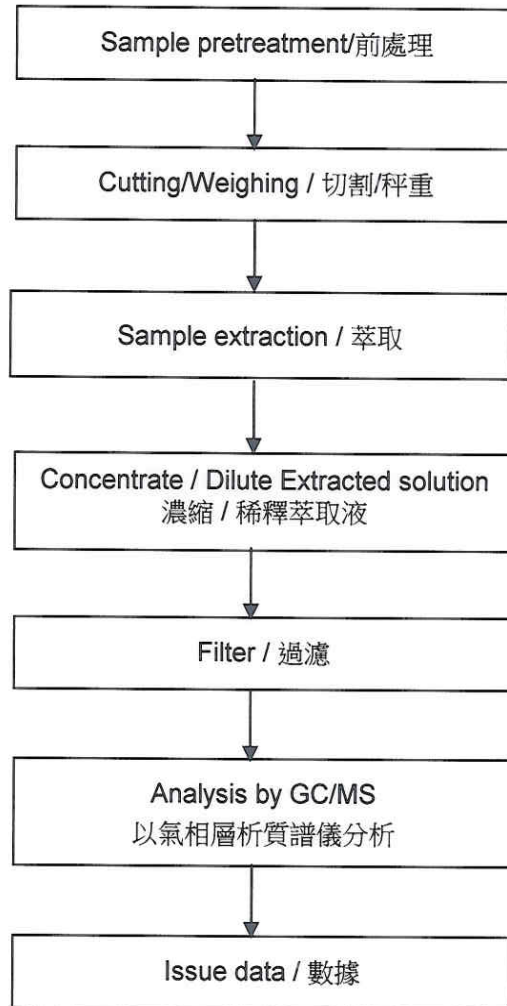 Sample pretreatment/前處理
Cutting/Weighing / 切割/秤重
Sample extraction / 萃取
Concentrate / Dilute Extracted solution
濃縮 / 稀釋萃取液
Filter / 過濾
Analysis by GC/MS
以氣相層析質譜儀分析
Issue data / 數據